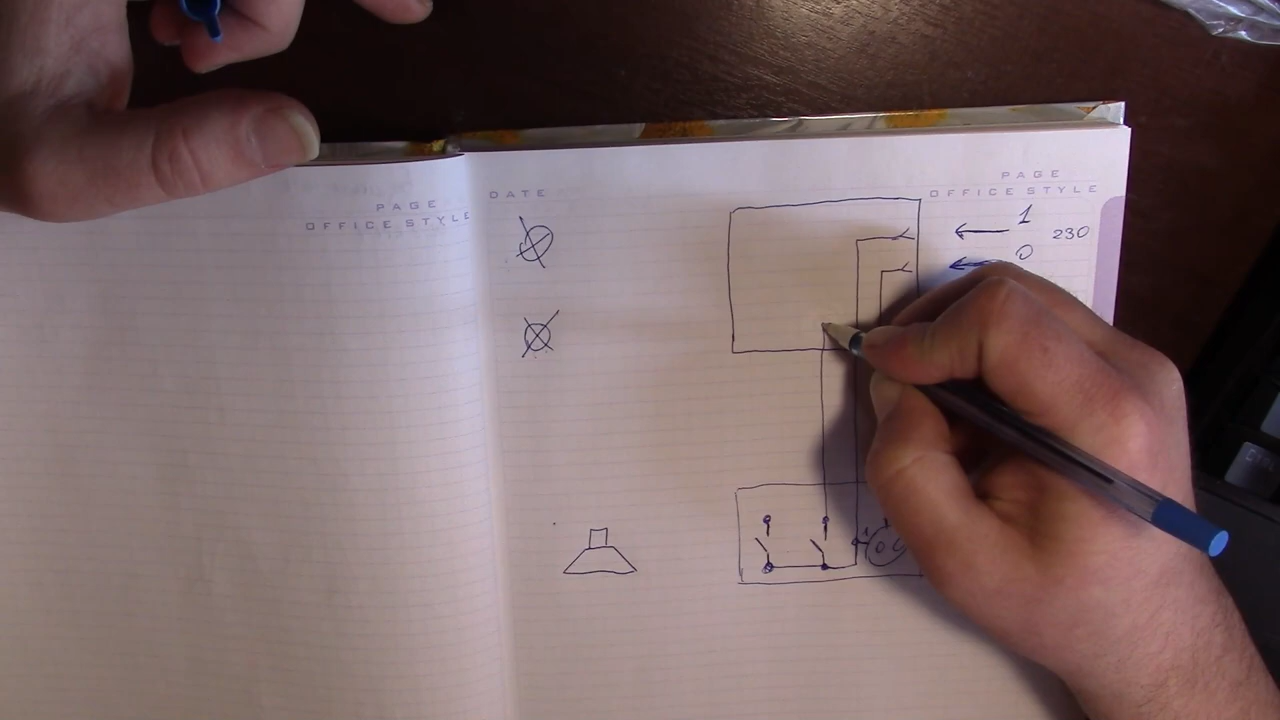 PAGE
OFFICE STYLE
DATE
PAGE
OFFICE STYLE
1
230
0